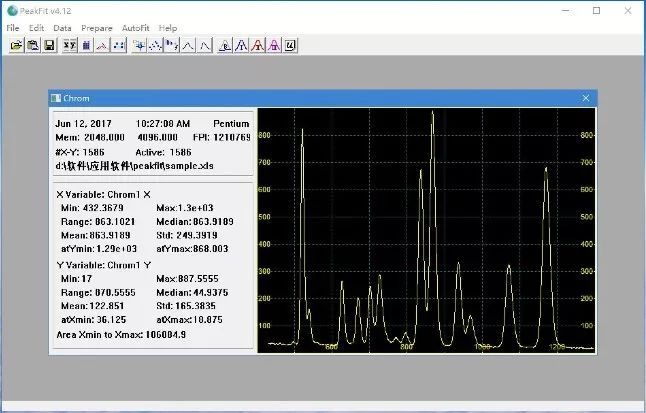 PeakFit v4.12
File Edit Data Prepare AutoFit Help
Chrom
Jun 12, 2017 10:27:08 AM Pentium
Mem: 2048.000 4096.000 FPI: 1210769
#X-Y: 1586 Active: 1586
d:\软件\应用软件\peakfit\sample.xls
X Variable: Chrom1 X
Min: 432.3679 Max:1.3e+03
Range: 863.1021 Median:863.9189
Mean: 863.9189 Std: 249.3919
atYmin: 1.29e+03 atYmax:868.003
Y Variable: Chrom1 Y
Min: 17 Max:887.5555
Range: 870.5555 Median: 44.9375
Mean: 122.851 Std: 165.3835
atXmin: 36.125 atXmax: 18.875
Area Xmin to Xmax: 106084.9
800 800
700 700
600 600
500 500
400 400
300 300
200 200
100 100
600 800 1000 1200